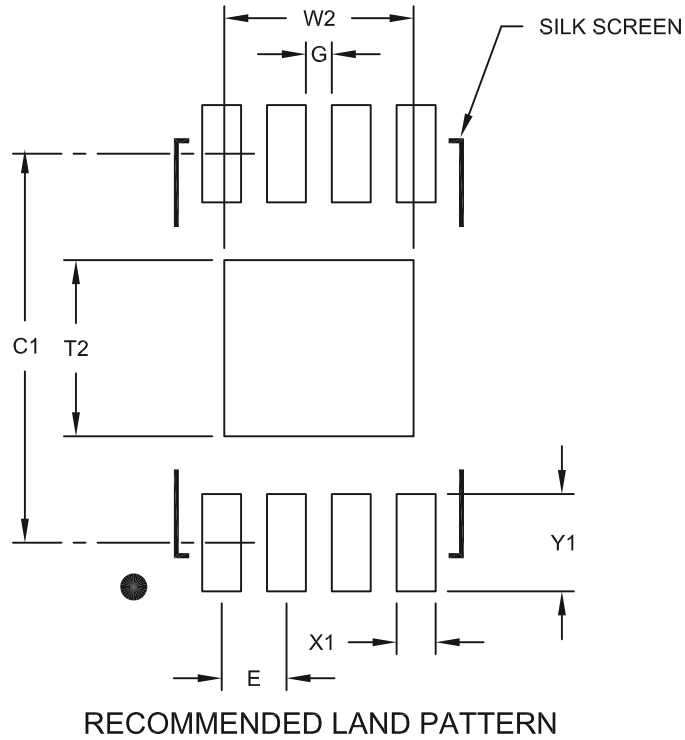 W2
SILK SCREEN
G
C1
T2
Y1
X1
E
RECOMMENDED LAND PATTERN